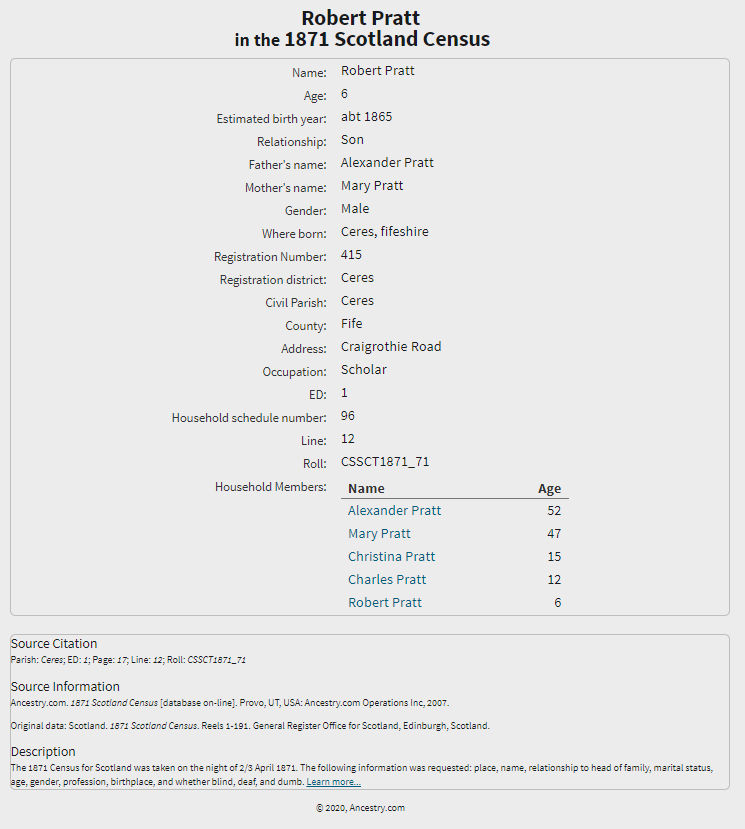 Robert Pratt
in the 1871 Scotland Census
Name: Robert Pratt
Age: 6
Estimated birth year: abt 1865
Relationship: Son
Father's name: Alexander Pratt
Mother's name: Mary Pratt
Gender: Male
Where born: Ceres, fifeshire
Registration Number: 415
Registration district: Ceres
Civil Parish: Ceres
County: Fife
Address: Craigrothie Road
Occupation: Scholar
ED: 1
Household schedule number: 96
Line: 12
Roll: CSSCT1871_71
Household Members: Name Age
Alexander Pratt 52
Mary Pratt 47
Christina Pratt 15
Charles Pratt 12
Robert Pratt 6
Source Citation
Parish: Ceres; ED: 1; Page: 17; Line: 12; Roll: CSSCT1871_71
Source Information
Ancestry.com. 1871 Scotland Census [database on-line]. Provo, UT, USA: Ancestry.com Operations Inc, 2007.
Original data: Scotland. 1871 Scotland Census. Reels 1-191. General Register Office for Scotland, Edinburgh, Scotland.
Description
The 1871 Census for Scotland was taken on the night of 2/3 April 1871. The following information was requested: place, name, relationship to head of family, marital status,
age, gender, profession, birthplace, and whether blind, deaf, and dumb. Learn more...
© 2020, Ancestry.com